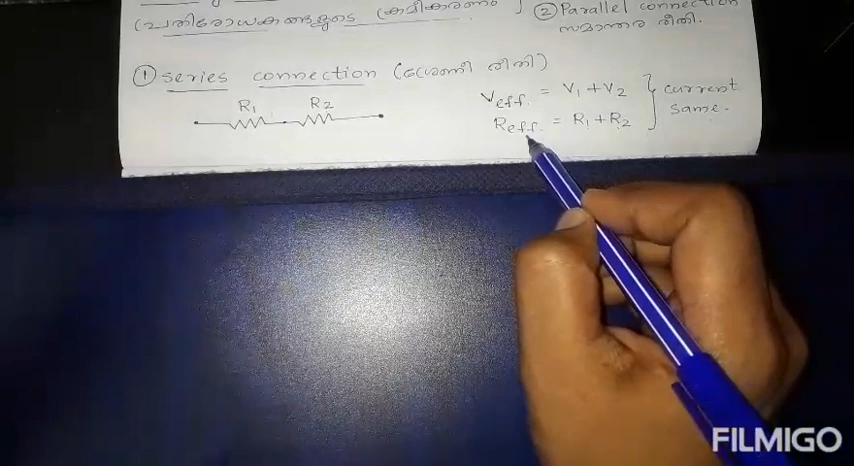 (പ്രതിരോധകങ്ങളുടെ (ക്രമീകരണം ) ② Parallel connection
സമാന്തര രീതി.
① Series connection (ശ്രേണീ രീതി)
R₁ R₂
Veff. = V₁ + V₂
Reff. = R₁ + R₂
current same.
FILMIGO